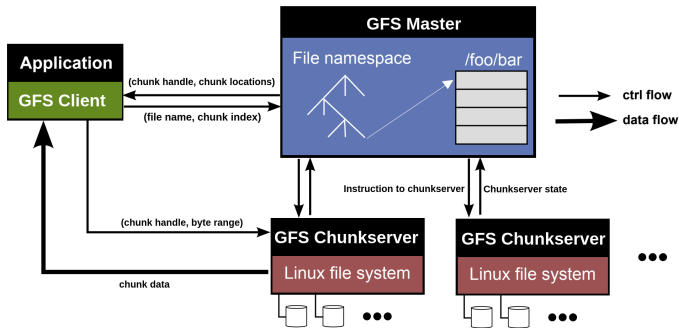 GFS Master
Application
File namespace
/foo/bar
(chunk handle, chunk locations)
GFS Client
ctrl flow
(file name, chunk index)
data flow
Instruction to chunkserver
Chunkserver state
(chunk handle, byte range)
GFS Chunkserver
GFS Chunkserver
Linux file system
Linux file system
chunk data